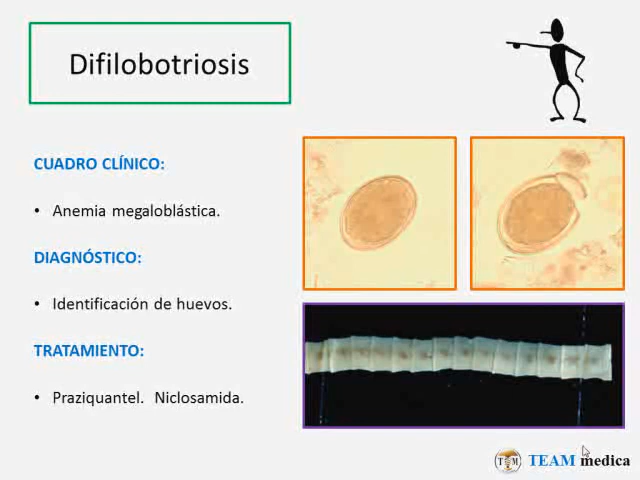 Difilobotriosis
CUADRO CLÍNICO:
• Anemia megaloblástica.
DIAGNÓSTICO:
• Identificación de huevos.
TRATAMIENTO:
• Praziquantel. Niclosamida.
T M TEAM medica